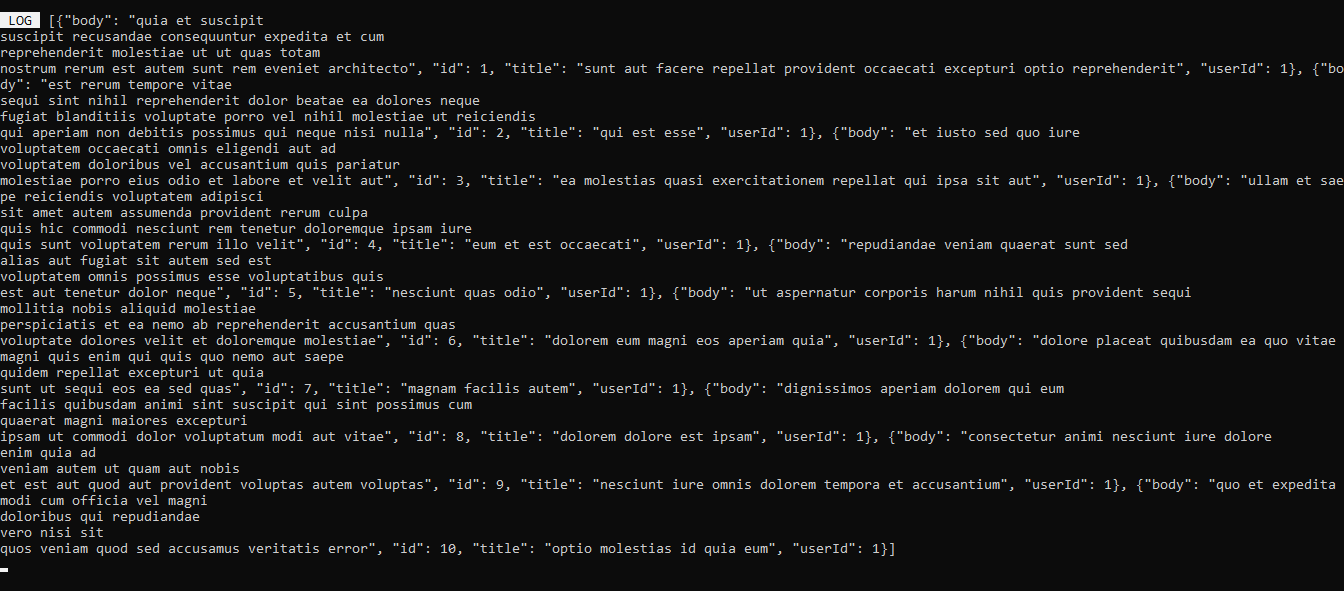 LOG [{"body": "quia et suscipit
suscipit recusandae consequuntur expedita et cum
reprehenderit molestiae ut ut quas totam
nostrum rerum est autem sunt rem eveniet architecto", "id": 1, "title": "sunt aut facere repellat provident occaecati excepturi optio reprehenderit", "userId": 1}, {"bo
dy": "est rerum tempore vitae
sequi sint nihil reprehenderit dolor beatae ea dolores neque
fugiat blanditiis voluptate porro vel nihil molestiae ut reiciendis
qui aperiam non debitis possimus qui neque nisi nulla", "id": 2, "title": "qui est esse", "userId": 1}, {"body": "et iusto sed quo iure
voluptatem occaecati omnis eligendi aut ad
voluptatem doloribus vel accusantium quis pariatur
molestiae porro eius odio et labore et velit aut", "id": 3, "title": "ea molestias quasi exercitationem repellat qui ipsa sit aut", "userId": 1}, {"body": "ullam et sae
pe reiciendis voluptatem adipisci
sit amet autem assumenda provident rerum culpa
quis hic commodi nesciunt rem tenetur doloremque ipsam iure
quis sunt voluptatem rerum illo velit", "id": 4, "title": "eum et est occaecati", "userId": 1}, {"body": "repudiandae veniam quaerat sunt sed
alias aut fugiat sit autem sed est
voluptatem omnis possimus esse voluptatibus quis
est aut tenetur dolor neque", "id": 5, "title": "nesciunt quas odio", "userId": 1}, {"body": "ut aspernatur corporis harum nihil quis provident sequi
mollitia nobis aliquid molestiae
perspiciatis et ea nemo ab reprehenderit accusantium quas
voluptate dolores velit et doloremque molestiae", "id": 6, "title": "dolorem eum magni eos aperiam quia", "userId": 1}, {"body": "dolore placeat quibusdam ea quo vitae
magni quis enim qui quis quo nemo aut saepe
quidem repellat excepturi ut quia
sunt ut sequi eos ea sed quas", "id": 7, "title": "magnam facilis autem", "userId": 1}, {"body": "dignissimos aperiam dolorem qui eum
facilis quibusdam animi sint suscipit qui sint possimus cum
quaerat magni maiores excepturi
ipsam ut commodi dolor voluptatum modi aut vitae", "id": 8, "title": "dolorem dolore est ipsam", "userId": 1}, {"body": "consectetur animi nesciunt iure dolore
enim quia ad
veniam autem ut quam aut nobis
et est aut quod aut provident voluptas autem voluptas", "id": 9, "title": "nesciunt iure omnis dolorem tempora et accusantium", "userId": 1}, {"body": "quo et expedita
modi cum officia vel magni
doloribus qui repudiandae
vero nisi sit
quos veniam quod sed accusamus veritatis error", "id": 10, "title": "optio molestias id quia eum", "userId": 1}]